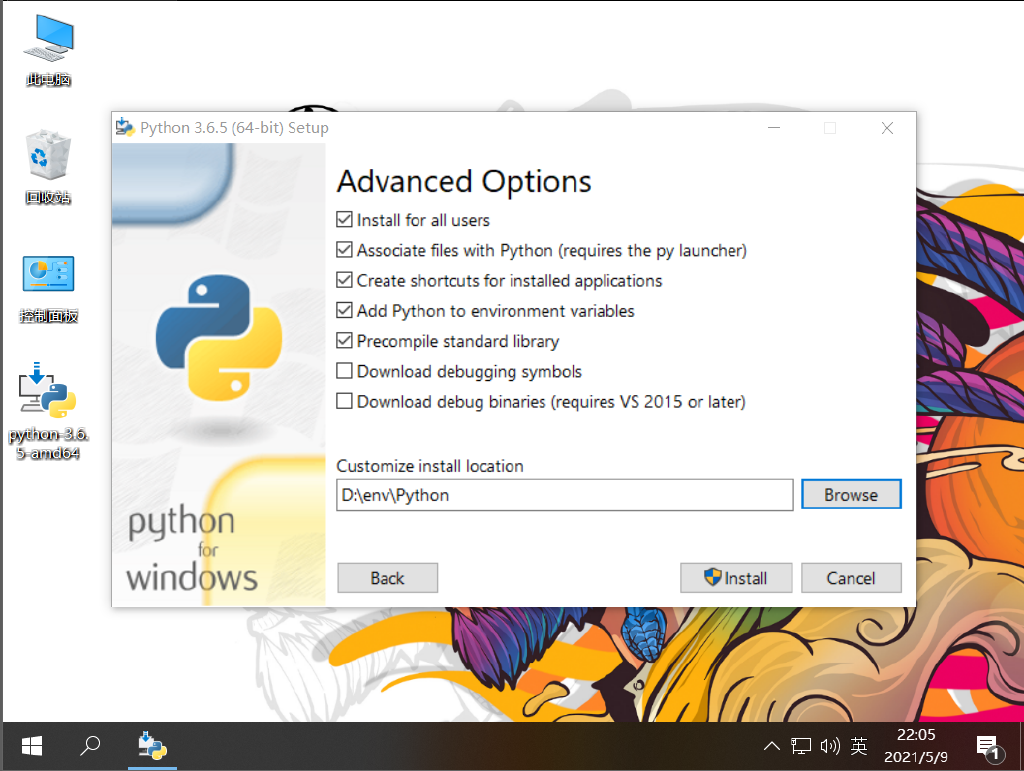 此电脑
回收站
控制面板
python-3.6.
5-amd64
Python 3.6.5 (64-bit) Setup
Advanced Options
Install for all users
Associate files with Python (requires the py launcher)
Create shortcuts for installed applications
Add Python to environment variables
Precompile standard library
Download debugging symbols
Download debug binaries (requires VS 2015 or later)
Customize install location
D:\env\Python
Browse
python
for
windows
Back
Install
Cancel
英
22:05
2021/5/9
1